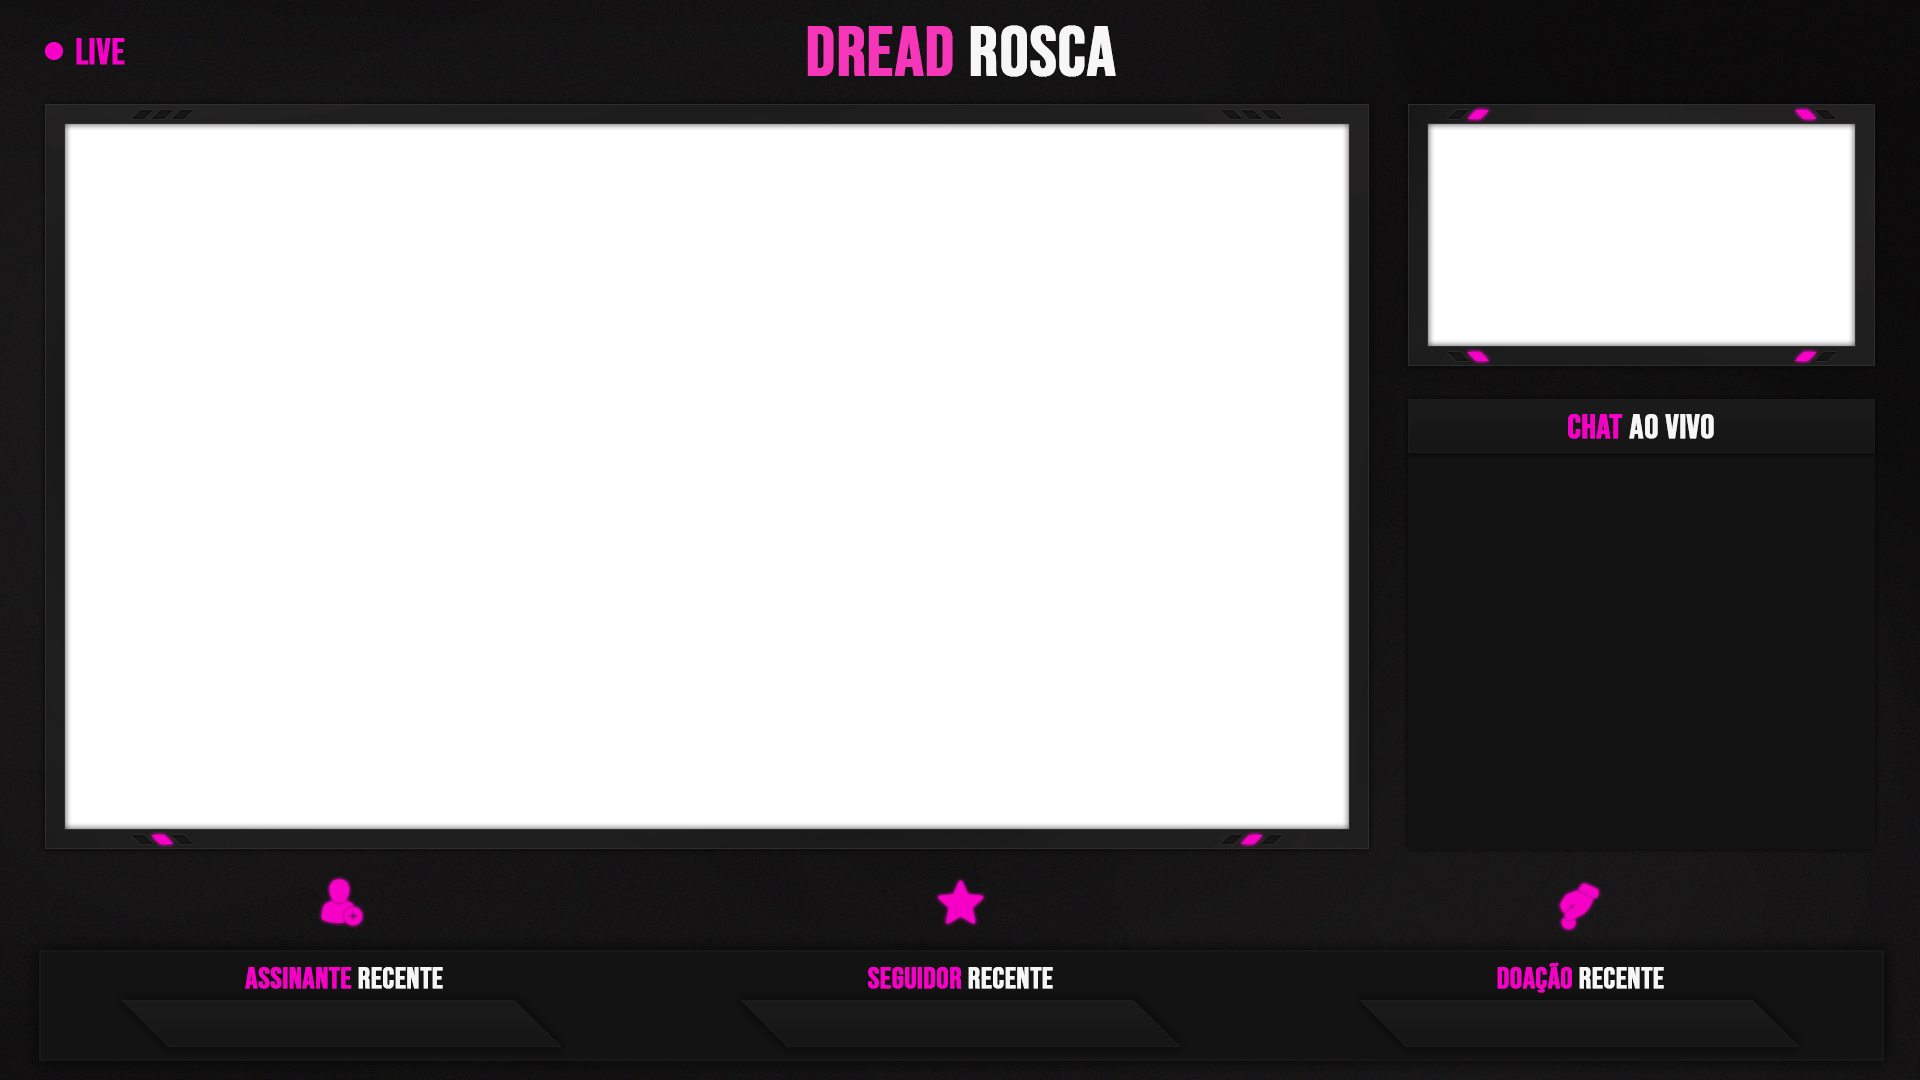 LIVE
DREAD ROSCA
CHAT AO VIVO
ASSINANTE RECENTE
SEGUIDOR RECENTE
DOAÇÃO RECENTE